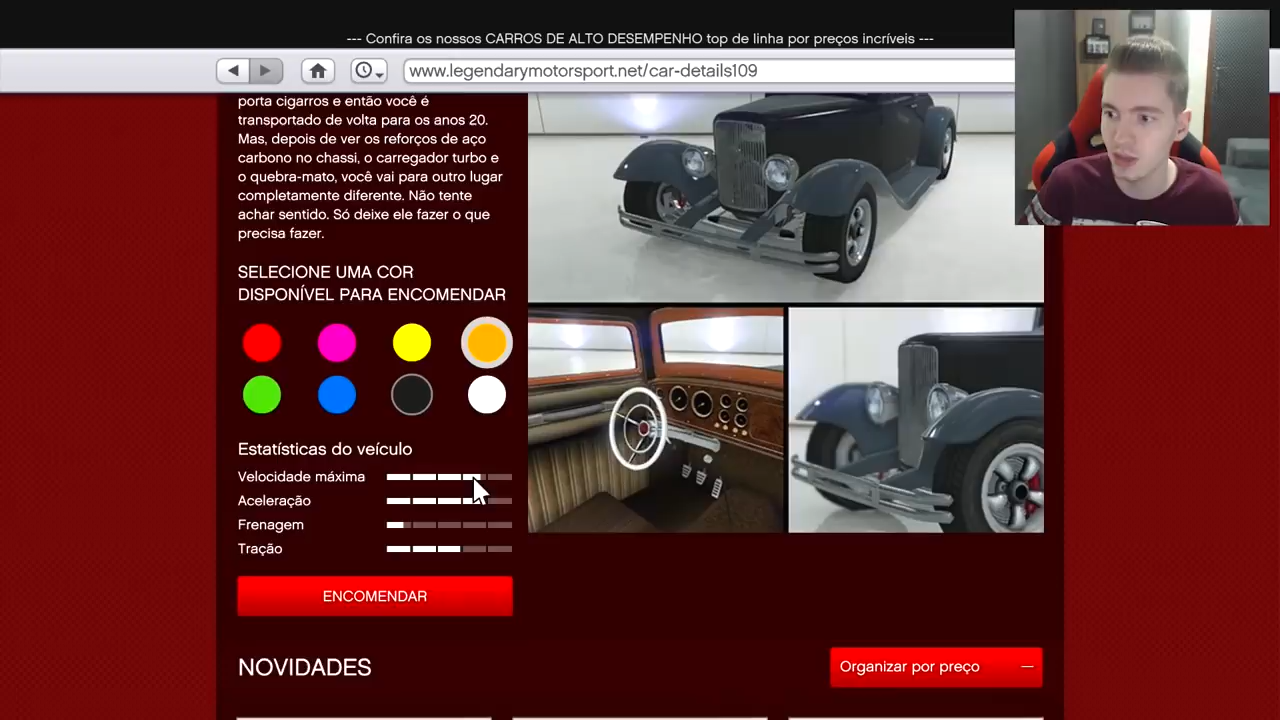 --- Confira os nossos CARROS DE ALTO DESEMPENHO top de linha por preços incríveis ---
www.legendarymotorsport.net/car-details109
porta cigarros e então você é
transportado de volta para os anos 20.
Mas, depois de ver os reforços de aço
carbono no chassi, o carregador turbo e
o quebra-mato, você vai para outro lugar
completamente diferente. Não tente
achar sentido. Só deixe ele fazer o que
precisa fazer.
SELECIONE UMA COR
DISPONÍVEL PARA ENCOMENDAR
Estatísticas do veículo
Velocidade máxima
Aceleração
Frenagem
Tração
ENCOMENDAR
NOVIDADES
Organizar por preço